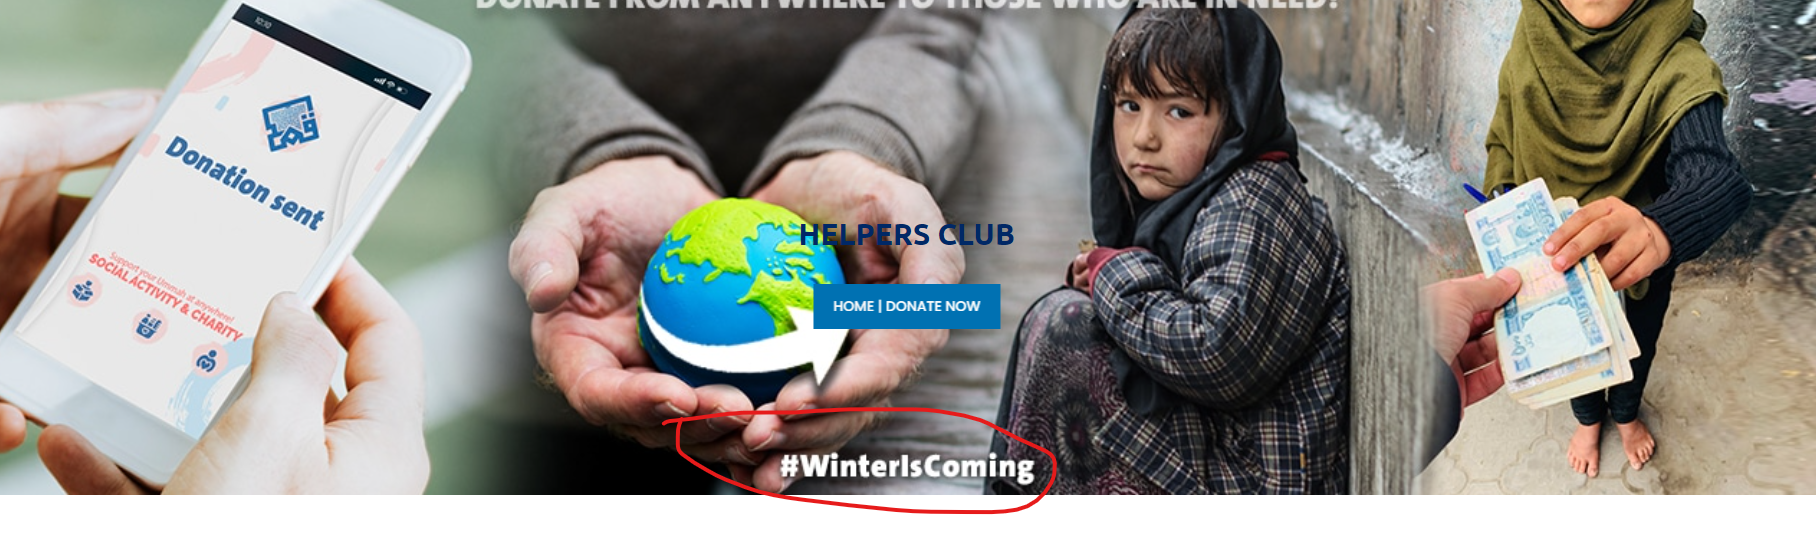 DONATE FROM ANYWHERE TO THOSE WHO ARE IN NEED!
10:10
Donation sent
Support your Ummah at anywhere!
SOCIAL ACTIVITY & CHARITY
HELPERS CLUB
HOME | DONATE NOW
#WinterIsComing